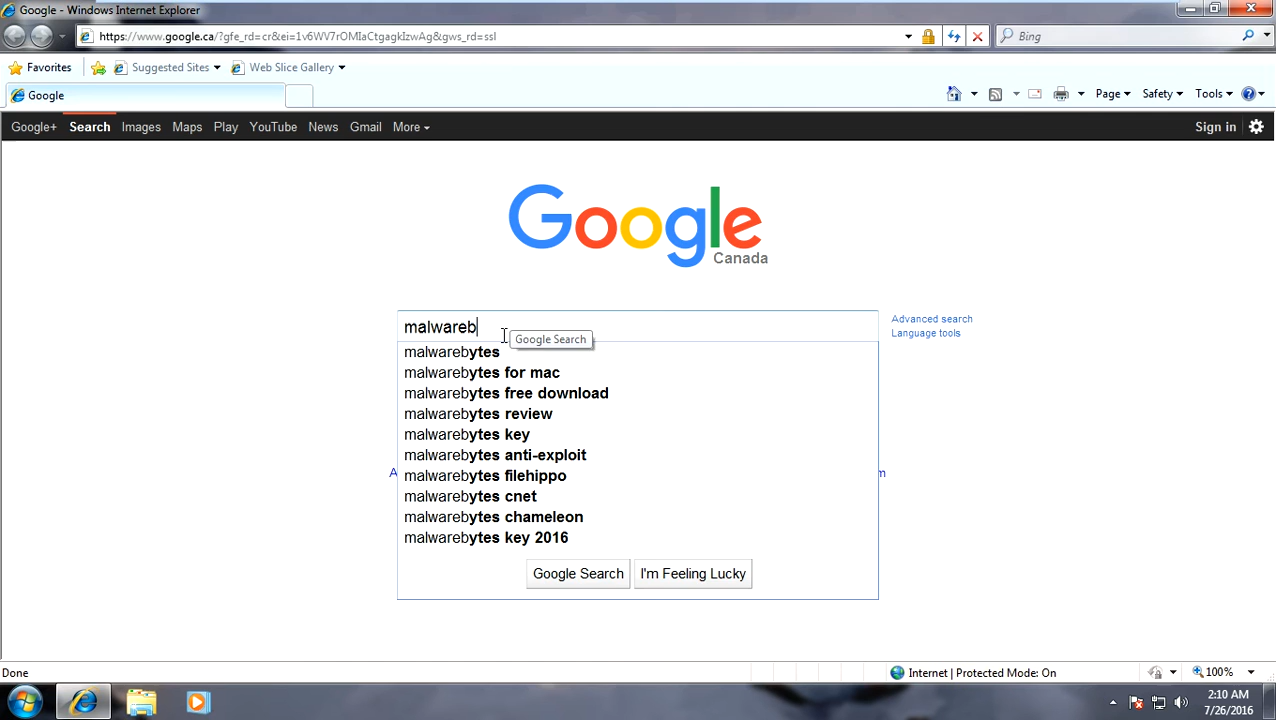 Google - Windows Internet Explorer
https://www.google.ca/?gfe_rd=cr&ei=1v6WV7rOMIaCtgagkIzwAg&gws_rd=ssl
Bing
Favorites
Suggested Sites
Web Slice Gallery
Google
Page
Safety
Tools
Google+ Search Images Maps Play YouTube News Gmail More
Sign in
Google
Canada
malwareb
Google Search
Advanced search
Language tools
malwarebytes
malwarebytes for mac
malwarebytes free download
malwarebytes review
malwarebytes key
malwarebytes anti-exploit
malwarebytes filehippo
malwarebytes cnet
malwarebytes chameleon
malwarebytes key 2016
Google Search
I'm Feeling Lucky
Done
Internet | Protected Mode: On
100%
2:10 AM
7/26/2016